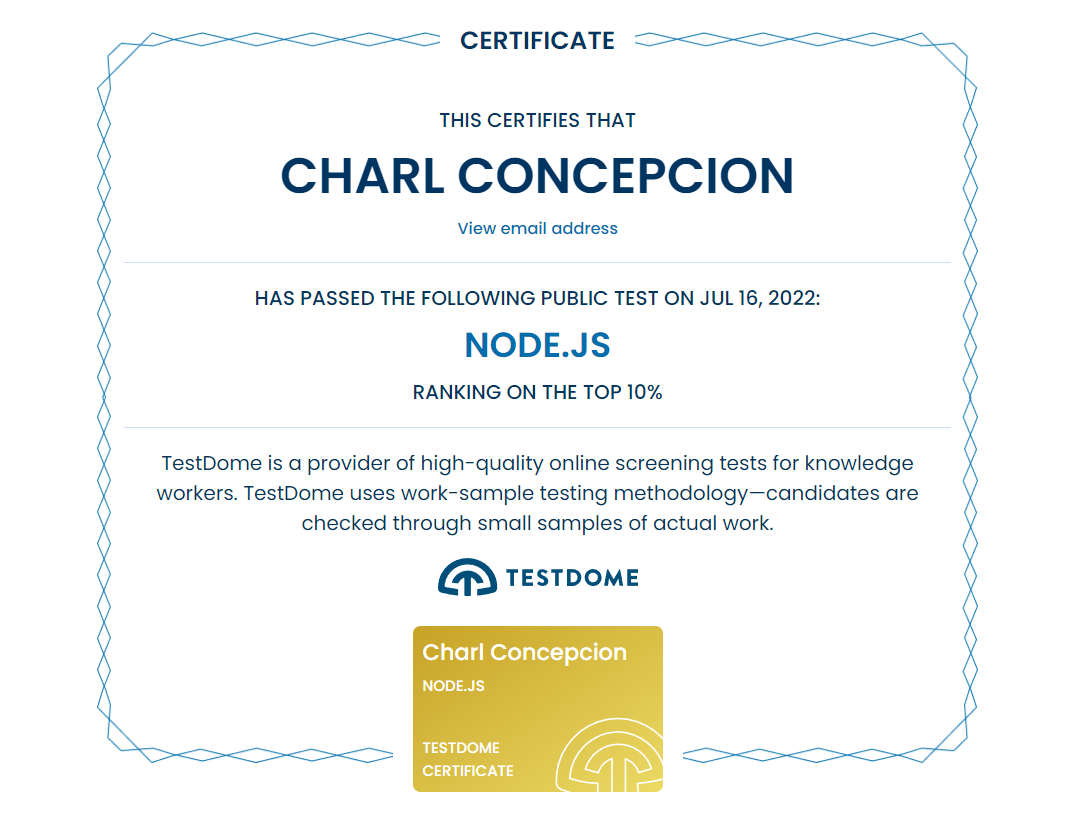 CERTIFICATE
THIS CERTIFIES THAT
CHARL CONCEPCION
View email address
HAS PASSED THE FOLLOWING PUBLIC TEST ON JUL 16, 2022:
NODE.JS
RANKING ON THE TOP 10%
TestDome is a provider of high-quality online screening tests for knowledge
workers. TestDome uses work-sample testing methodology—candidates are
checked through small samples of actual work.
TESTDOME
Charl Concepcion
NODE.JS
TESTDOME
CERTIFICATE